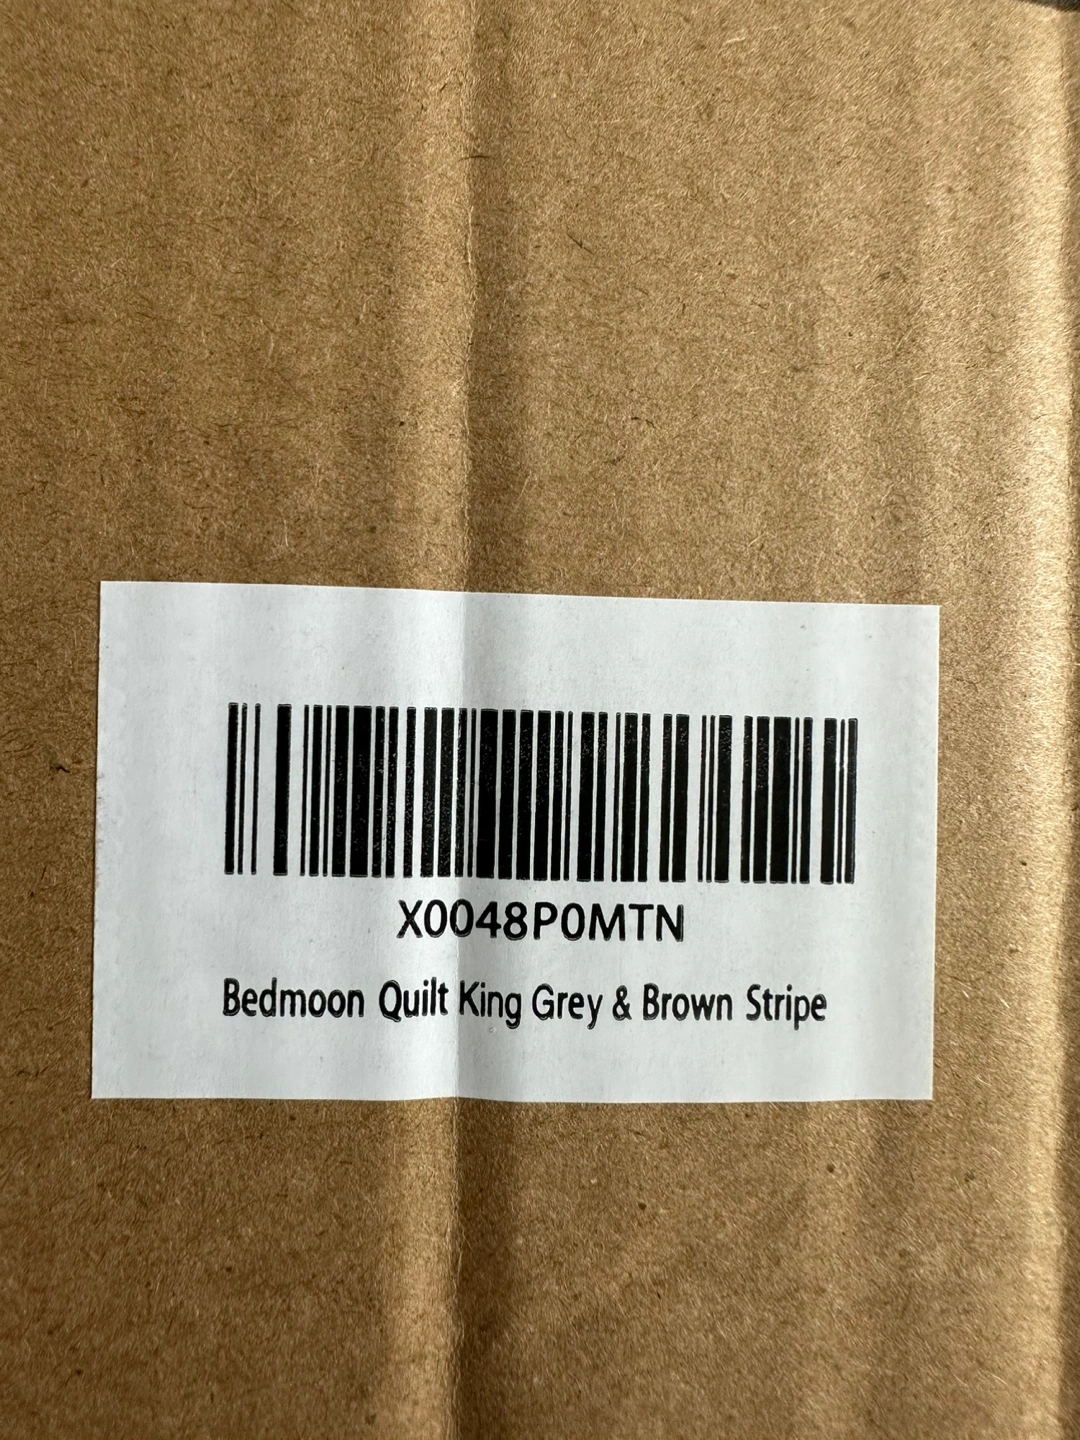 X0048P0MTN
Bedmoon Quilt King Grey & Brown Stripe